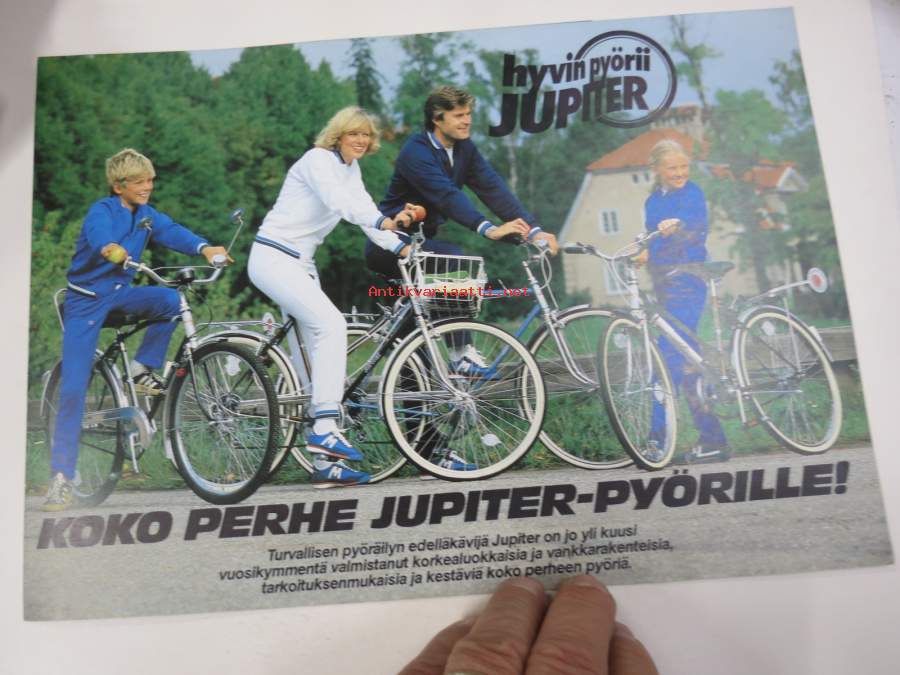 hyvin pyörii
JUPITER
Antikvariaatti.net
KOKO PERHE JUPITER-PYÖRILLE!
Turvallisen pyöräilyn edelläkävijä Jupiter on jo yli kuusi
vuosikymmentä valmistanut korkealuokkaisia ja vankkarakenteisia,
tarkoituksenmukaisia ja kestäviä koko perheen pyöriä.